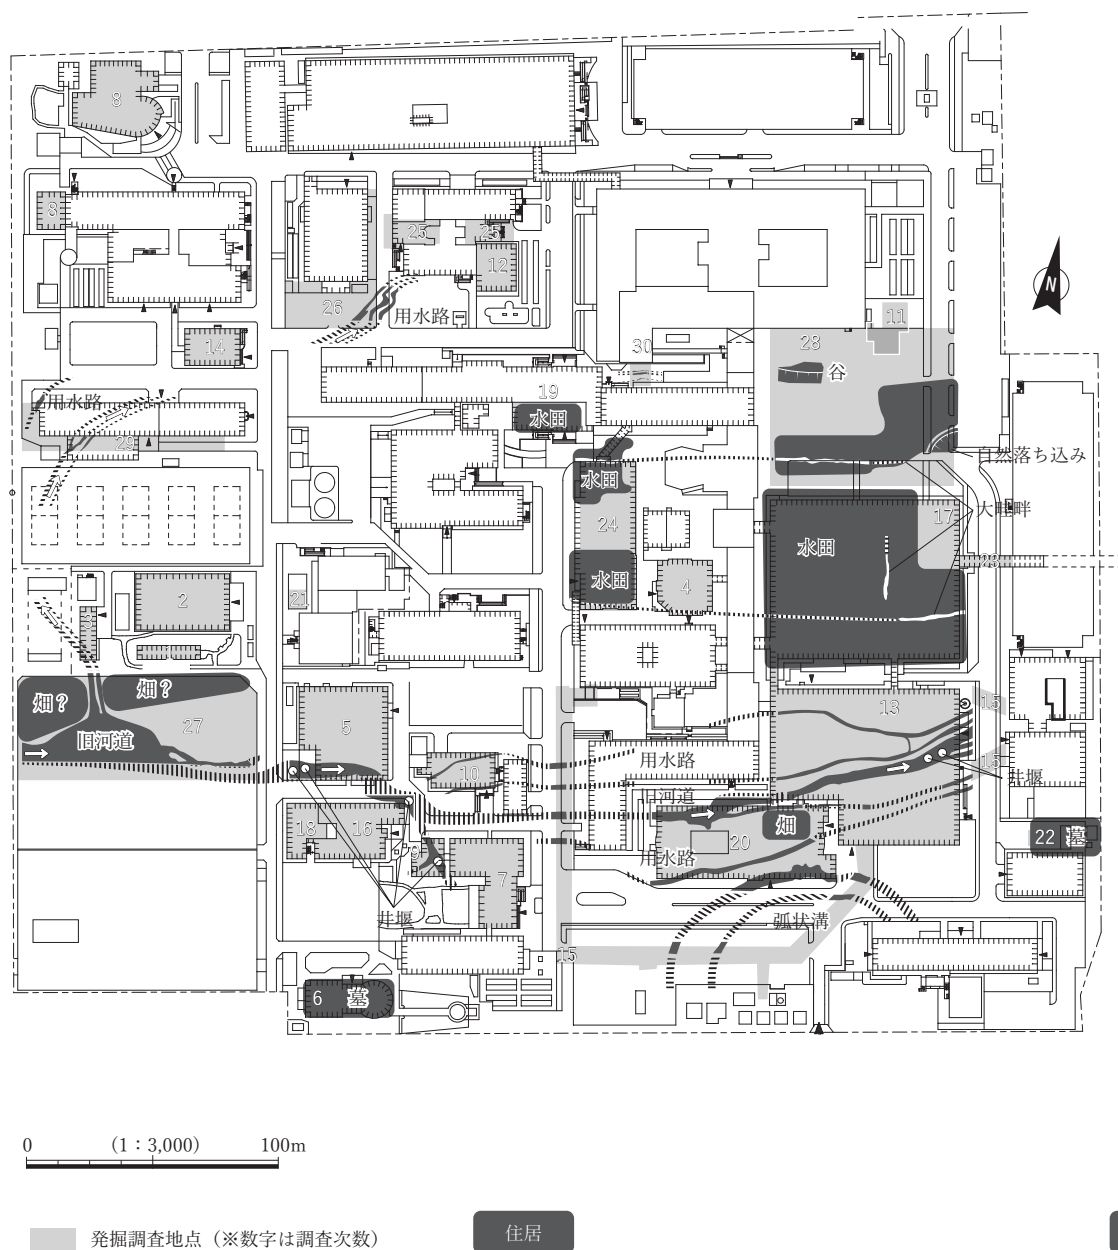 8
8
25
25
12
26
用水路
14
11
28
30
谷
19
水田
用水路
29
自然落ち込み
水田
17
大畦畔
24
水田
水田
23
4
2
3
21
畑?
畑?
27
旧河道
5
13
15
15
10
用水路
井堰
旧河道
18
16
畑
20
22
墓
9
用水路
7
井堰
弧状溝
15
6
墓
N
0
(1:3,000)
100m
発掘調査地点(※数字は調査次数)
住居